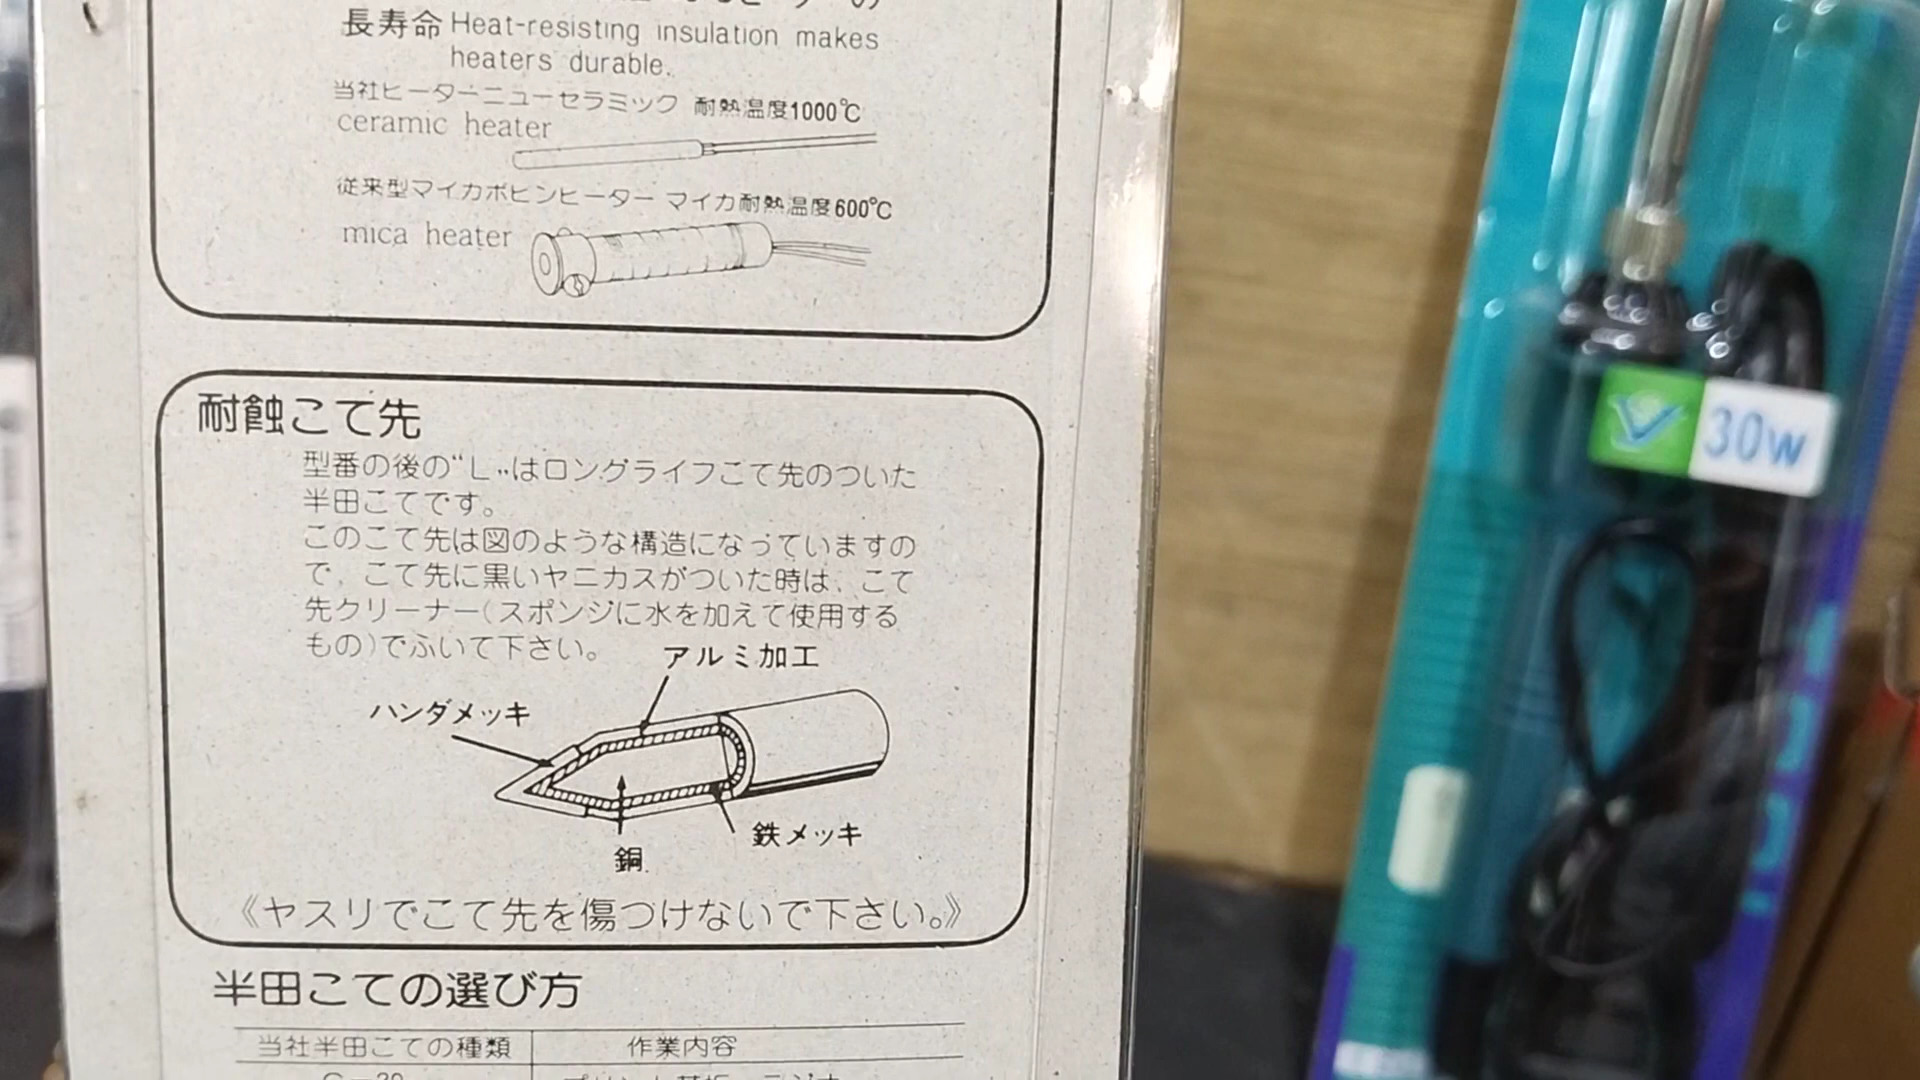 長寿命 Heat-resisting insulation makes
heaters durable.
当社ヒーターニューセラミック 耐熱温度1000℃
ceramic heater
従来型マイカボビンヒーター マイカ耐熱温度600℃
mica heater
耐蝕こて先
型番の後の“L”はロングライフこて先のついた
半田こてです。
このこて先は図のような構造になっていますの
で、こて先に黒いヤニカスがついた時は、こて
先クリーナー(スポンジに水を加えて使用する
もの)でふいて下さい。
アルミ加工
ハンダメッキ
鉄メッキ
銅
《ヤスリでこて先を傷つけないで下さい。》
半田こての選び方
当社半田こての種類 作業内容
30w